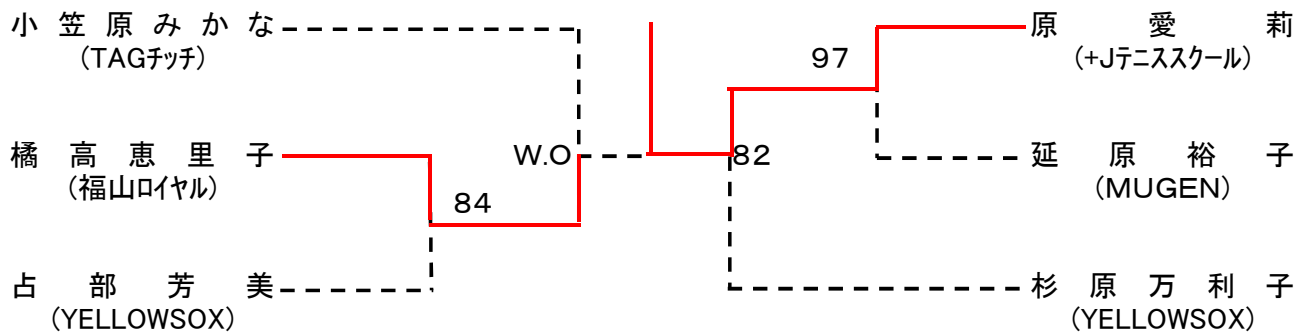 小笠原みかな
(TAGチッチ)
橘高恵里子
(福山ロイヤル)
占部芳美
(YELLOWSOX)
84
W.O
82
97
原愛莉
(+Jテニススクール)
延原裕子
(MUGEN)
杉原万利子
(YELLOWSOX)